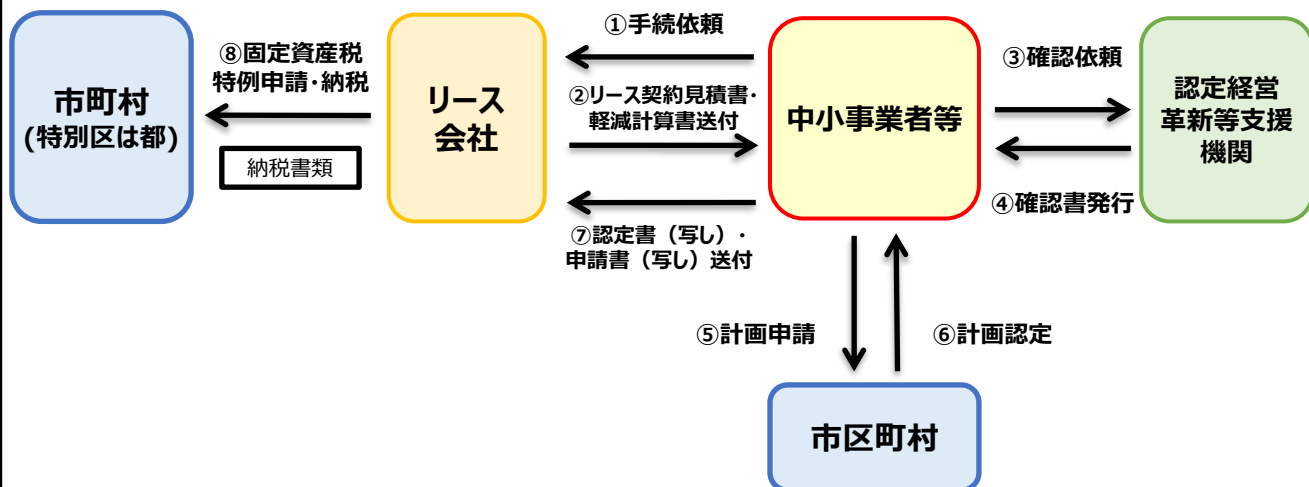 市町村
(特別区は都)
⑧固定資産税
特例申請・納税
納税書類
リース
会社
①手続依頼
②リース契約見積書・
軽減計算書送付
⑦認定書（写し）・
申請書（写し）送付
中小事業者等
③確認依頼
④確認書発行
認定経営
革新等支援
機関
⑤計画申請
⑥計画認定
市区町村